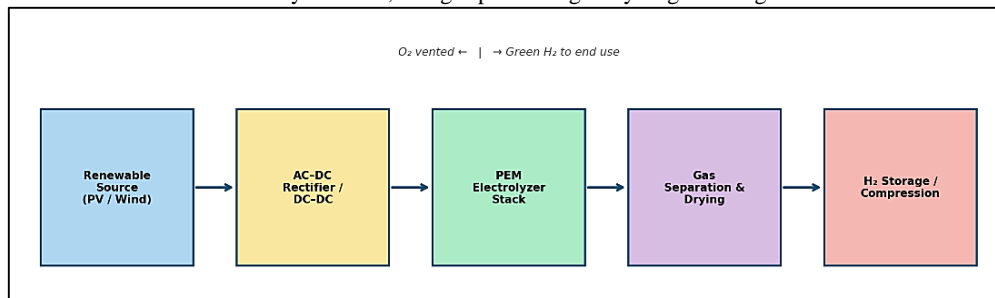 O₂ vented ← | → Green H₂ to end use
Renewable
Source
(PV / Wind)
AC–DC
Rectifier /
DC–DC
PEM
Electrolyzer
Stack
Gas
Separation &
Drying
H₂ Storage /
Compression